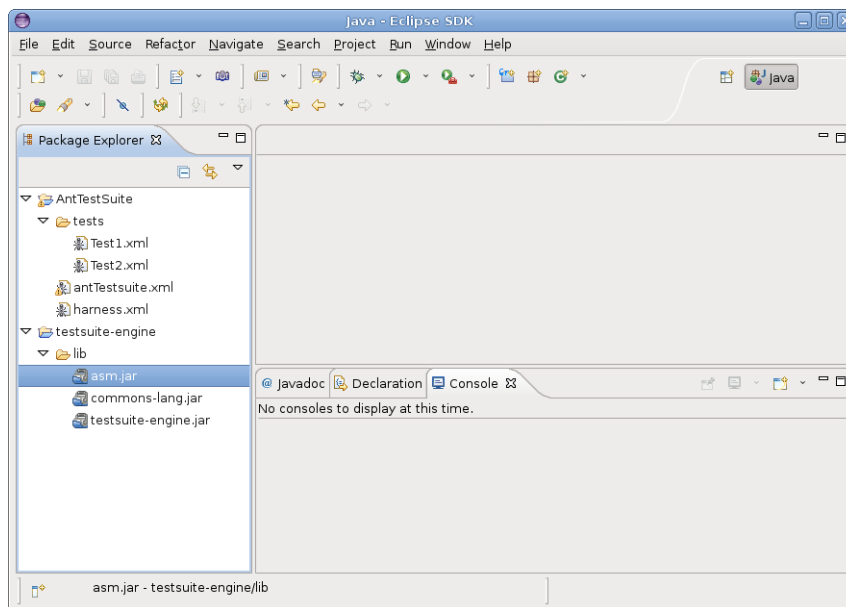 Java - Eclipse SDK
File Edit Source Refactor Navigate Search Project Run Window Help
Java
Package Explorer
AntTestSuite
tests
Test1.xml
Test2.xml
antTestsuite.xml
harness.xml
testsuite-engine
lib
asm.jar
commons-lang.jar
testsuite-engine.jar
@ Javadoc Declaration Console
No consoles to display at this time.
asm.jar - testsuite-engine/lib